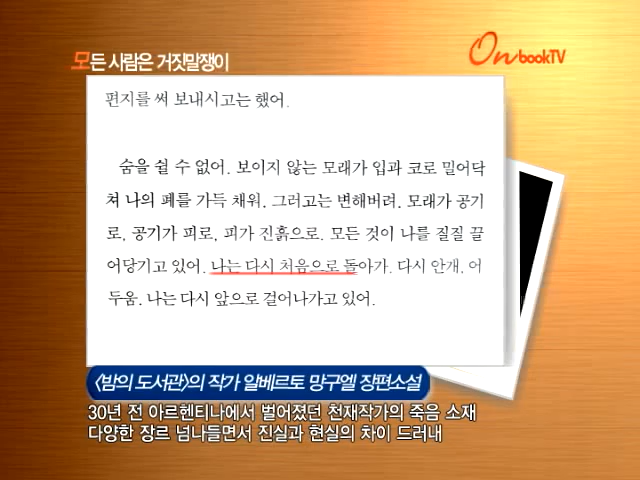 모든 사람은 거짓말쟁이
On bookTV
편지를 써 보내시고는 했어.
숨을 쉴 수 없어. 보이지 않는 모래가 입과 코로 밀어닥
쳐 나의 폐를 가득 채워. 그러고는 변해버려. 모래가 공기
로, 공기가 피로, 피가 진흙으로. 모든 것이 나를 질질 끌
어당기고 있어. 나는 다시 처음으로 돌아가. 다시 안개. 어
두움. 나는 다시 앞으로 걸어나가고 있어.
〈밤의 도서관〉의 작가 알베르토 망구엘 장편소설
30년 전 아르헨티나에서 벌어졌던 천재작가의 죽음 소재
다양한 장르 넘나들면서 진실과 현실의 차이 드러내